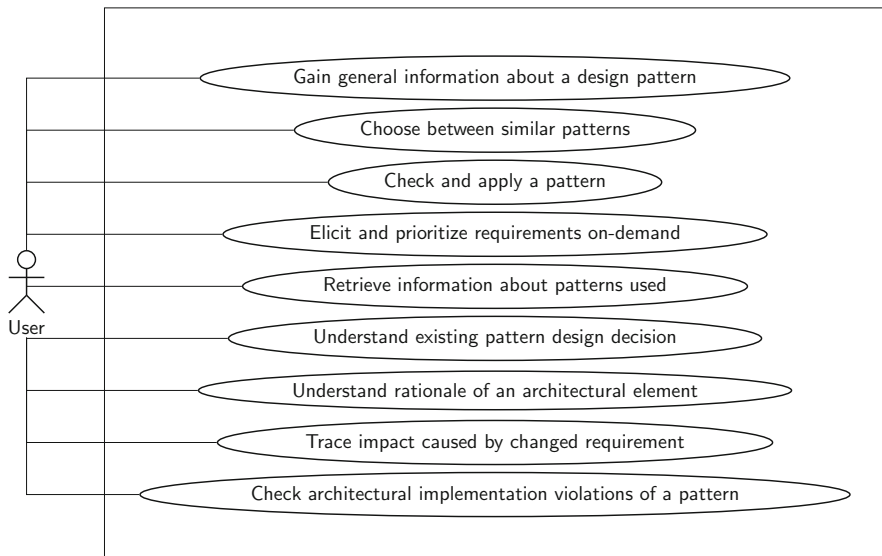 Gain general information about a design pattern
Choose between similar patterns
Check and apply a pattern
Elicit and prioritize requirements on-demand
Retrieve information about patterns used
User
Understand existing pattern design decision
Understand rationale of an architectural element
Trace impact caused by changed requirement
Check architectural implementation violations of a pattern